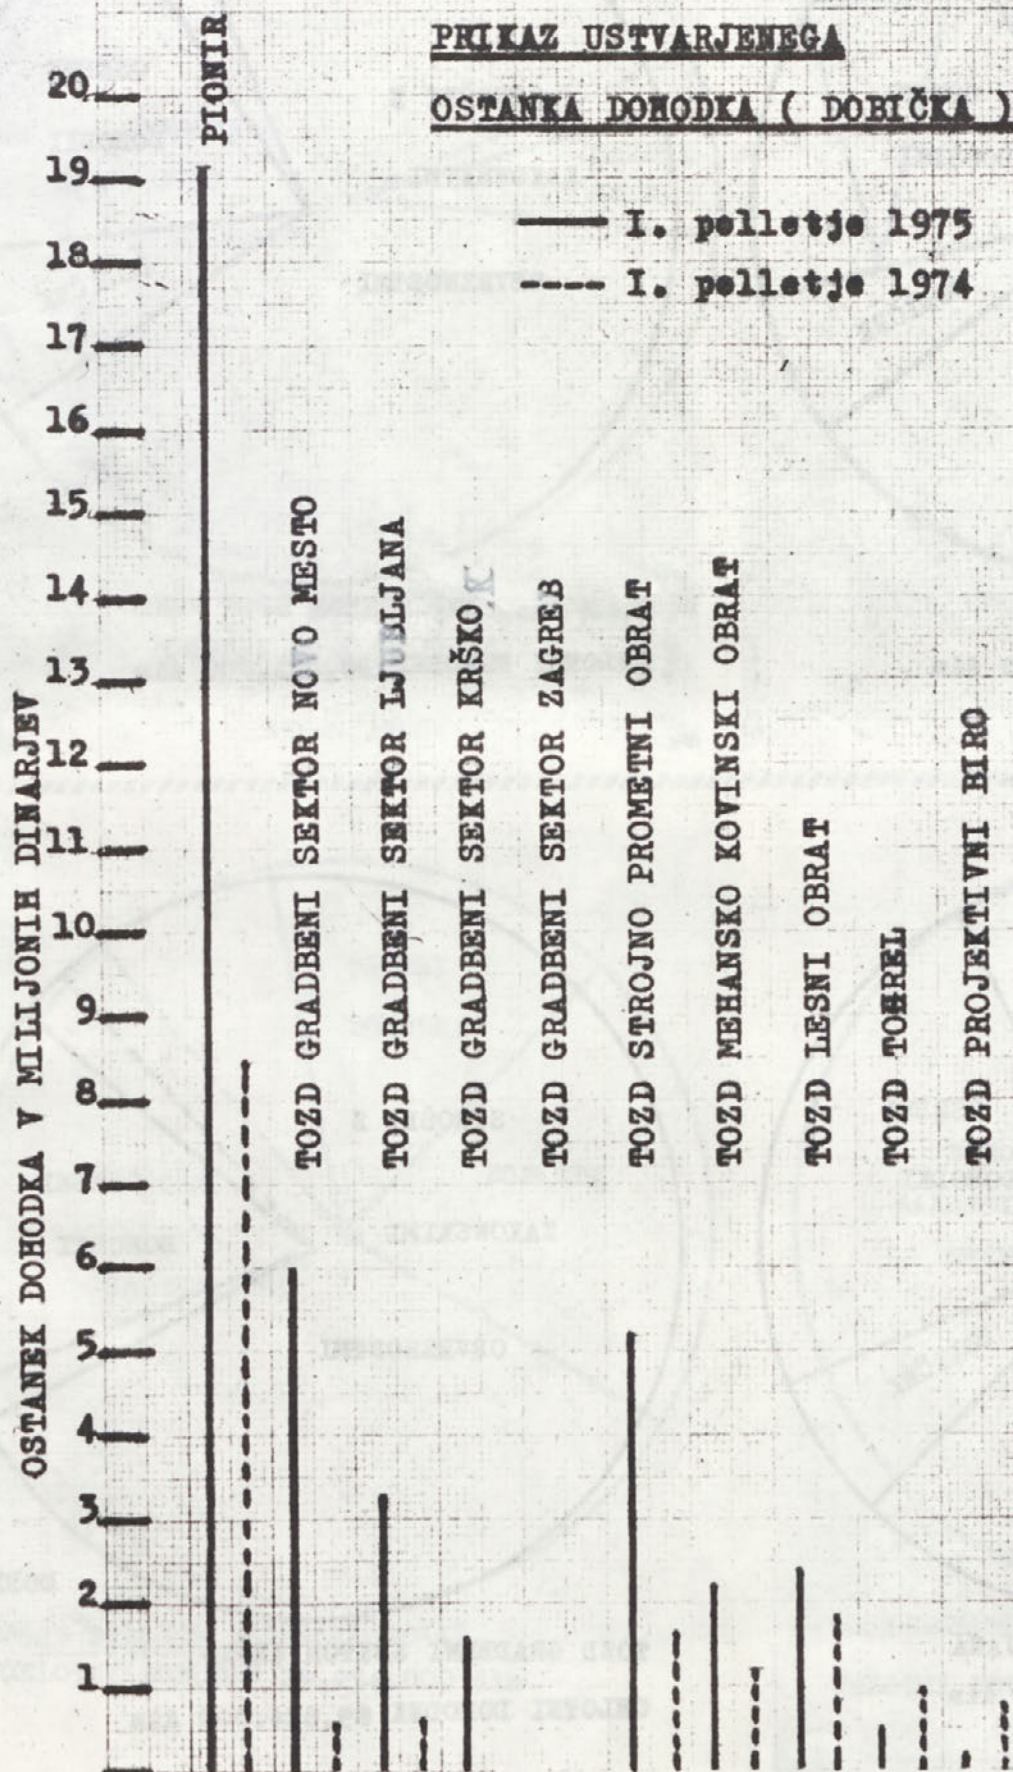 PRIKAZ USTVARJENEGA
OSTANKA DOHODKA ( DOBIČKA )
I. polletje 1975
I. polletje 1974
OSTANEK DOHODKA V MILIJONIH DINARJEV
20
19
18
17
16
15
14
13
12
11
10
9
8
7
6
5
4
3
2
1
PIONIR
TOZD GRADBENI SEKTOR NOVO MESTO
TOZD GRADBENI SEKTOR LJUBLJANA
TOZD GRADBENI SEKTOR KRŠKO
TOZD GRADBENI SEKTOR ZAGREB
TOZD STROJNO PROMETNI OBRAT
TOZD MEHANSKO KOVINSKI OBRAT
TOZD LESNI OBRAT
TOZD TOGREL
TOZD PROJEKTIVNI BIRO